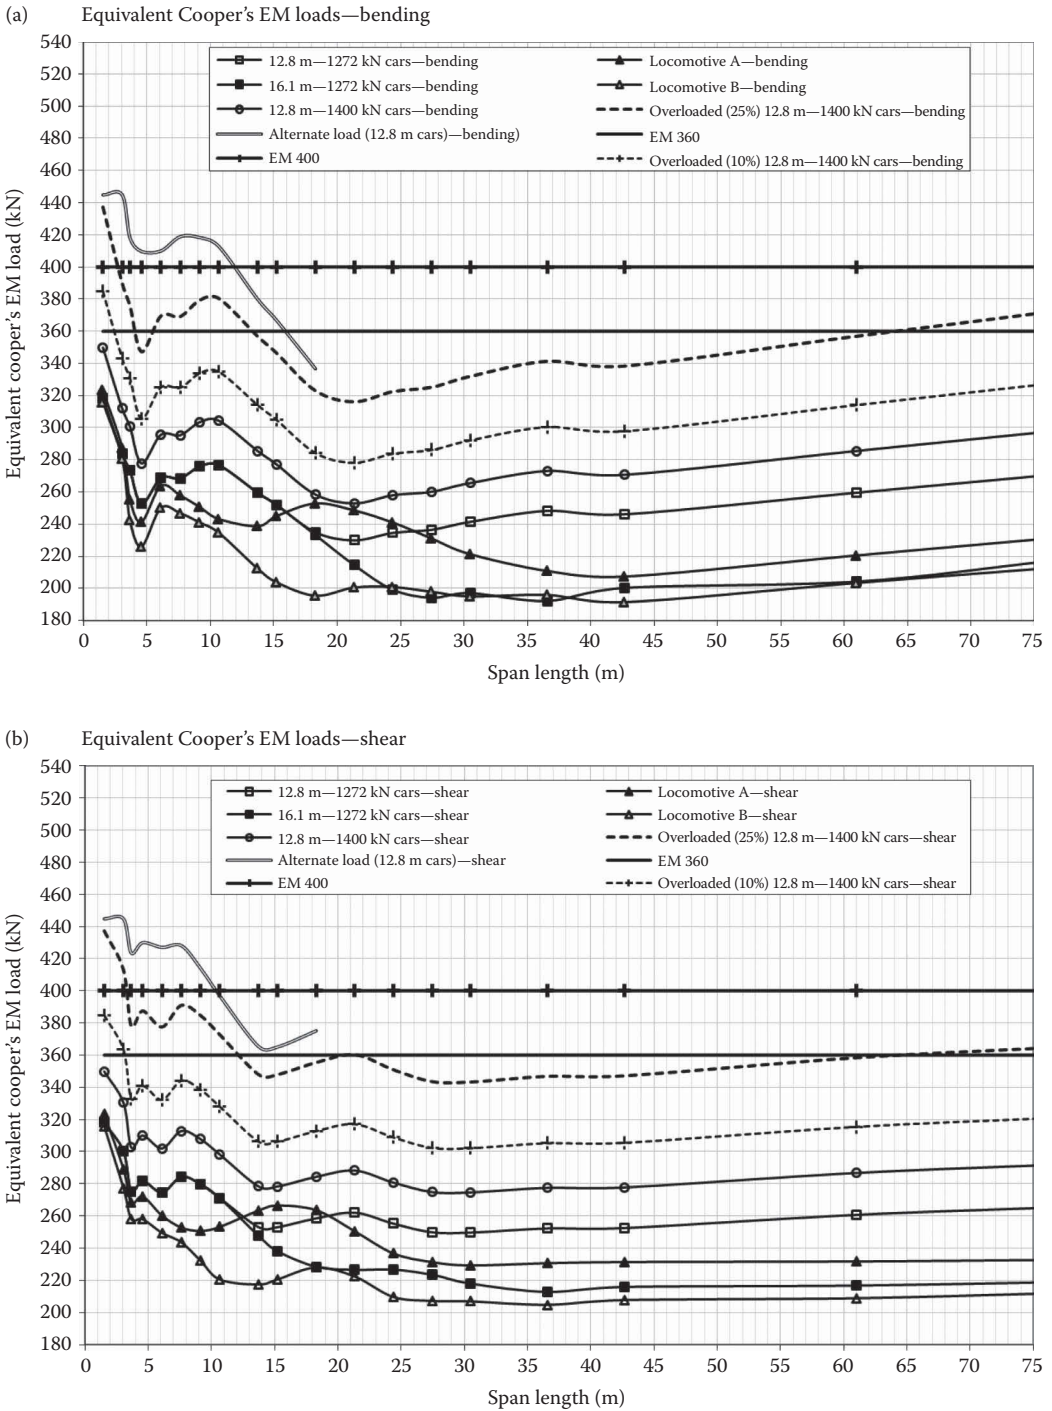 (a) Equivalent Cooper's EM loads—bending
540
520
500
480
460
440
420
400
380
360
340
320
300
280
260
240
220
200
180
Equivalent cooper's EM load (kN)
12.8 m—1272 kN cars—bending
16.1 m—1272 kN cars—bending
12.8 m—1400 kN cars—bending
Alternate load (12.8 m cars)—bending)
EM 400
Locomotive A—bending
Locomotive B—bending
Overloaded (25%) 12.8 m—1400 kN cars—bending
EM 360
Overloaded (10%) 12.8 m—1400 kN cars—bending
0 5 10 15 20 25 30 35 40 45 50 55 60 65 70 75
Span length (m)
(b) Equivalent Cooper's EM loads—shear
540
520
500
480
460
440
420
400
380
360
340
320
300
280
260
240
220
200
180
Equivalent cooper's EM load (kN)
12.8 m—1272 kN cars—shear
16.1 m—1272 kN cars—shear
12.8 m—1400 kN cars—shear
Alternate load (12.8 m cars)—shear
EM 400
Locomotive A—shear
Locomotive B—shear
Overloaded (25%) 12.8 m—1400 kN cars—shear
EM 360
Overloaded (10%) 12.8 m—1400 kN cars—shear
0 5 10 15 20 25 30 35 40 45 50 55 60 65 70 75
Span length (m)